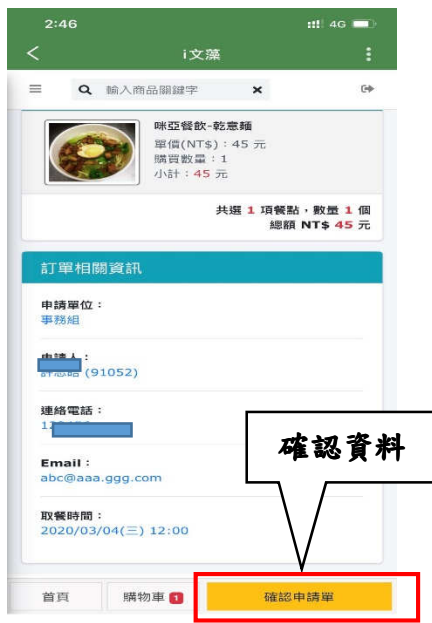 2:46
4G
i文藻
輸入商品關鍵字
咪亞餐飲-乾意麵
單價(NT$)：45 元
購買數量：1
小計：45 元
共選 1 項餐點，數量 1 個
總額 NT$ 45 元
訂單相關資訊
申請單位：
事務組
申請人：
(91052)
連絡電話：
Email：
abc@aaa.ggg.com
取餐時間：
2020/03/04(三) 12:00
確認資料
首頁
購物車 1
確認申請單